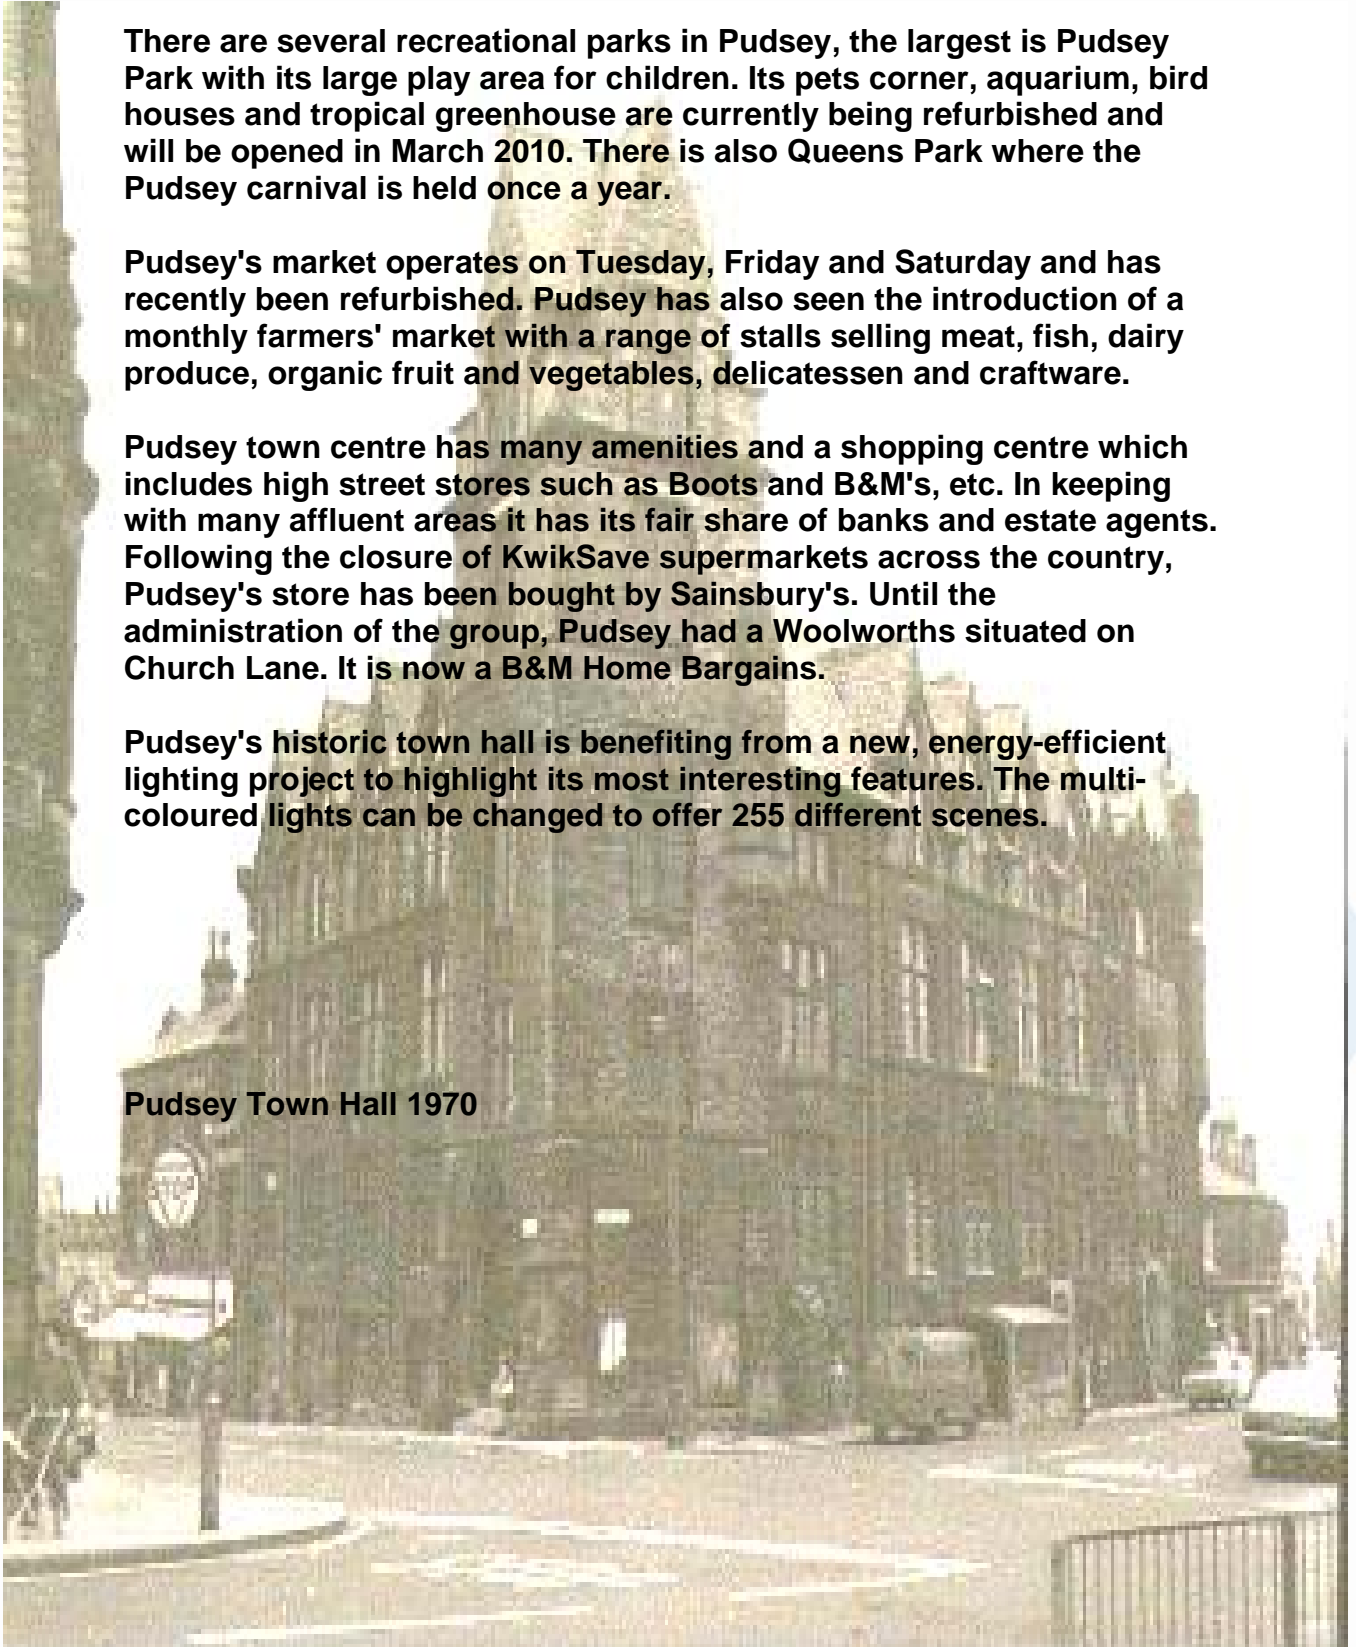 There are several recreational parks in Pudsey, the largest is Pudsey
Park with its large play area for children. Its pets corner, aquarium, bird
houses and tropical greenhouse are currently being refurbished and
will be opened in March 2010. There is also Queens Park where the
Pudsey carnival is held once a year.
Pudsey's market operates on Tuesday, Friday and Saturday and has
recently been refurbished. Pudsey has also seen the introduction of a
monthly farmers' market with a range of stalls selling meat, fish, dairy
produce, organic fruit and vegetables, delicatessen and craftware.
Pudsey town centre has many amenities and a shopping centre which
includes high street stores such as Boots and B&M's, etc. In keeping
with many affluent areas it has its fair share of banks and estate agents.
Following the closure of KwikSave supermarkets across the country,
Pudsey's store has been bought by Sainsbury's. Until the
administration of the group, Pudsey had a Woolworths situated on
Church Lane. It is now a B&M Home Bargains.
Pudsey's historic town hall is benefiting from a new, energy-efficient
lighting project to highlight its most interesting features. The multi-
coloured lights can be changed to offer 255 different scenes.
Pudsey Town Hall 1970